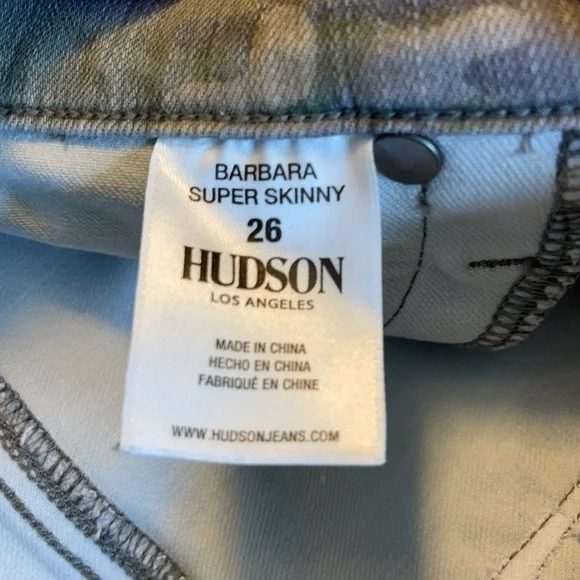 BARBARA
SUPER SKINNY
26
HUDSON
LOS ANGELES
MADE IN CHINA
HECHO EN CHINA
FABRIQUÉ EN CHINE
WWW.HUDSONJEANS.COM